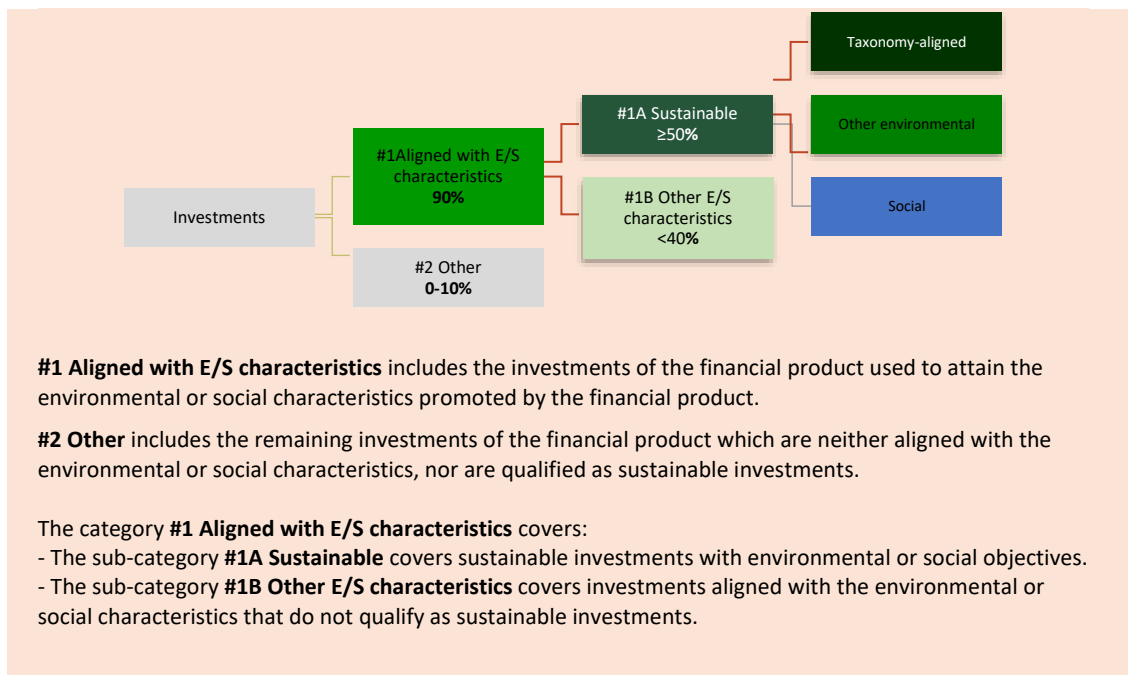 Taxonomy-aligned
#1A Sustainable
≥50%
Other environmental
#1Aligned with E/S
characteristics
90%
#1B Other E/S
characteristics
<40%
Social
Investments
#2 Other
0-10%
#1 Aligned with E/S characteristics includes the investments of the financial product used to attain the
environmental or social characteristics promoted by the financial product.
#2 Other includes the remaining investments of the financial product which are neither aligned with the
environmental or social characteristics, nor are qualified as sustainable investments.
The category #1 Aligned with E/S characteristics covers:
- The sub-category #1A Sustainable covers sustainable investments with environmental or social objectives.
- The sub-category #1B Other E/S characteristics covers investments aligned with the environmental or
social characteristics that do not qualify as sustainable investments.